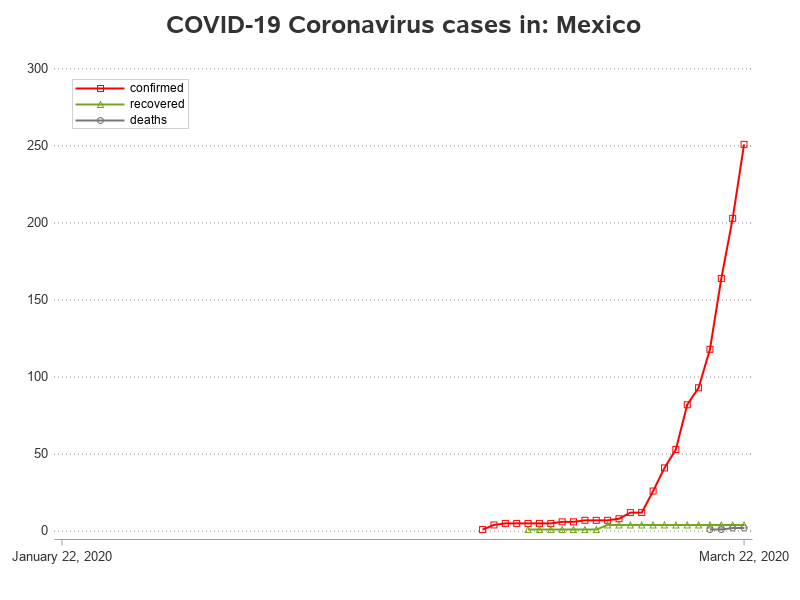 COVID-19 Coronavirus cases in: Mexico
300
confirmed
recovered
deaths
250
200
150
100
50
0
January 22, 2020
March 22, 2020